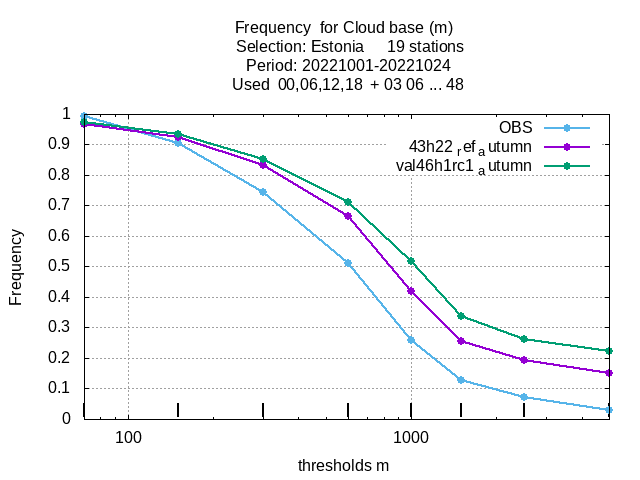 Frequency  for Cloud base (m)
Selection: Estonia     19 stations
Period: 20221001-20221024
Used  00,06,12,18  + 03 06 ... 48
OBS
43h22 ref autumn
val46h1rc1 autumn
Frequency
1
0.9
0.8
0.7
0.6
0.5
0.4
0.3
0.2
0.1
0
100 1000
thresholds m